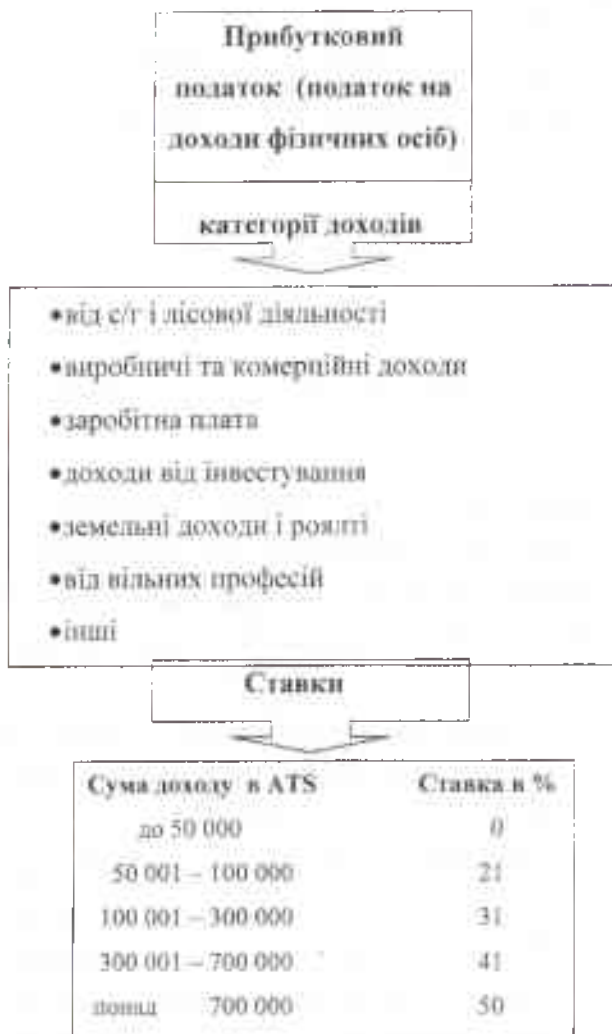 Прибутковий
податок (податок на
доходи фізичних осіб)
категорії доходів
•від с/г і лісової діяльності
•виробничі та комерційні доходи
•заробітна плата
•доходи від інвестування
•земельні доходи і роялті
•від вільних професій
•інші
Ставки
Сума доходу в ATS Ставка в %
до 50 000 0
50 001 – 100 000 21
100 001 – 300 000 31
300 001 – 700 000 41
понад 700 000 50